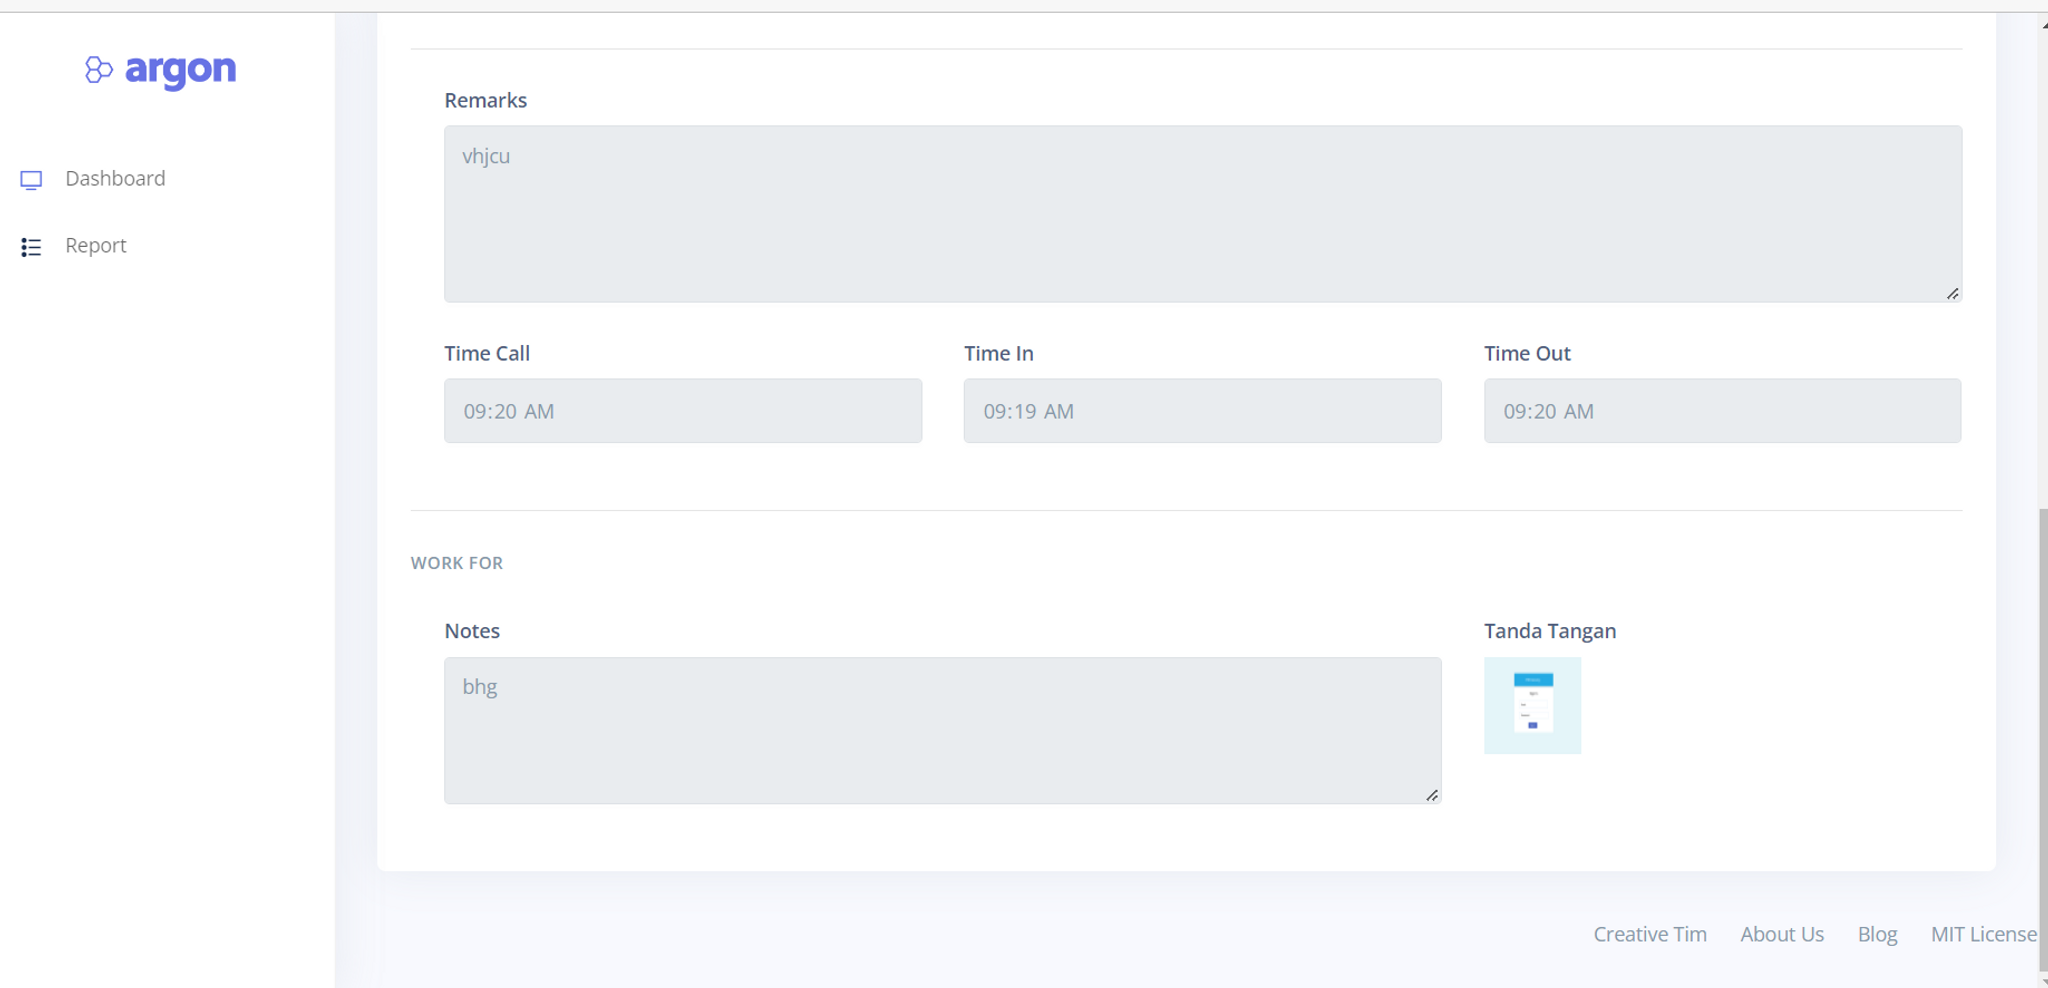 argon
Dashboard
Report
Remarks
vhjcu
Time Call
Time In
Time Out
09:20 AM
09:19 AM
09:20 AM
WORK FOR
Notes
Tanda Tangan
bhg
Creative Tim
About Us
Blog
MIT License